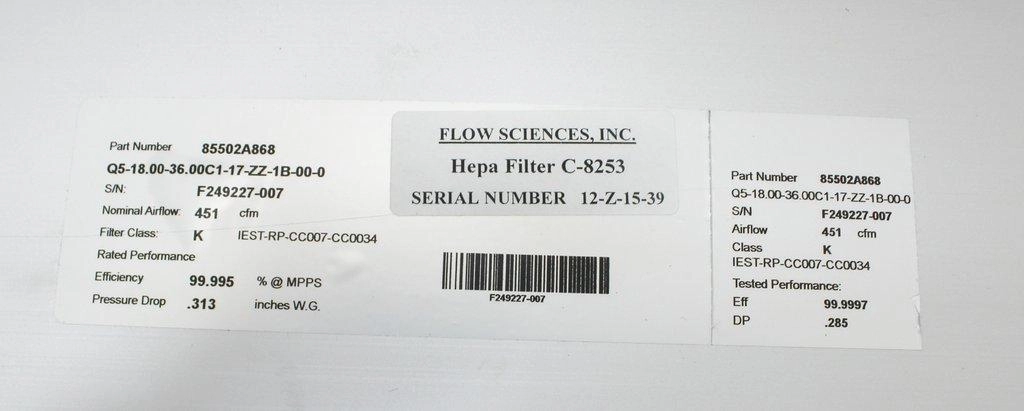 Part Number 85502A868
Q5-18.00-36.00C1-17-ZZ-1B-00-0
S/N: F249227-007
Nominal Airflow: 451 cfm
Filter Class: K IEST-RP-CC007-CC0034
Rated Performance
Efficiency 99.995 % @ MPPS
Pressure Drop .313 inches W.G.
FLOW SCIENCES, INC.
Hepa Filter C-8253
SERIAL NUMBER 12-Z-15-39
F249227-007
Part Number 85502A868
Q5-18.00-36.00C1-17-ZZ-1B-00-0
S/N F249227-007
Airflow 451 cfm
Class K
IEST-RP-CC007-CC0034
Tested Performance:
Eff 99.9997
DP .285